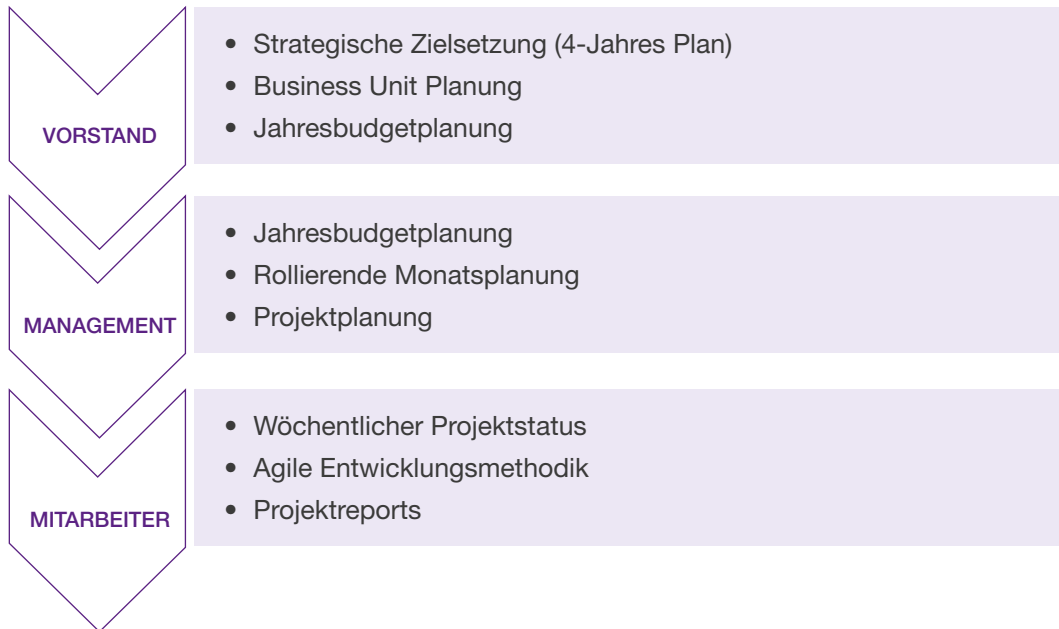 VORSTAND
• Strategische Zielsetzung (4-Jahres Plan)
• Business Unit Planung
• Jahresbudgetplanung
MANAGEMENT
• Jahresbudgetplanung
• Rollierende Monatsplanung
• Projektplanung
MITARBEITER
• Wöchentlicher Projektstatus
• Agile Entwicklungsmethodik
• Projektreports